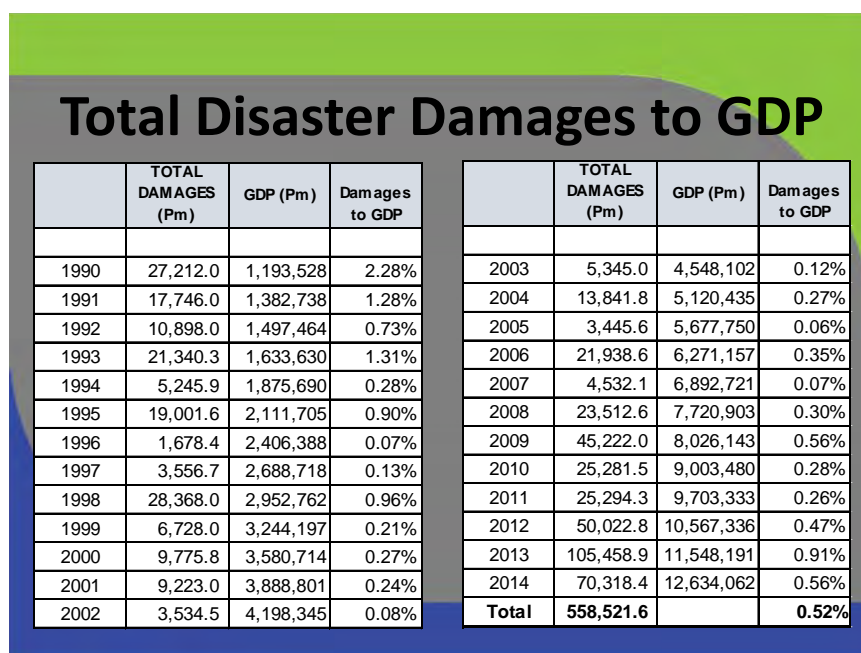 Total Disaster Damages to GDP
TOTAL DAMAGES (Pm) GDP (Pm) Damages to GDP
1990 27,212.0 1,193,528 2.28%
1991 17,746.0 1,382,738 1.28%
1992 10,898.0 1,497,464 0.73%
1993 21,340.3 1,633,630 1.31%
1994 5,245.9 1,875,690 0.28%
1995 19,001.6 2,111,705 0.90%
1996 1,678.4 2,406,388 0.07%
1997 3,556.7 2,688,718 0.13%
1998 28,368.0 2,952,762 0.96%
1999 6,728.0 3,244,197 0.21%
2000 9,775.8 3,580,714 0.27%
2001 9,223.0 3,888,801 0.24%
2002 3,534.5 4,198,345 0.08%
TOTAL DAMAGES (Pm) GDP (Pm) Damages to GDP
2003 5,345.0 4,548,102 0.12%
2004 13,841.8 5,120,435 0.27%
2005 3,445.6 5,677,750 0.06%
2006 21,938.6 6,271,157 0.35%
2007 4,532.1 6,892,721 0.07%
2008 23,512.6 7,720,903 0.30%
2009 45,222.0 8,026,143 0.56%
2010 25,281.5 9,003,480 0.28%
2011 25,294.3 9,703,333 0.26%
2012 50,022.8 10,567,336 0.47%
2013 105,458.9 11,548,191 0.91%
2014 70,318.4 12,634,062 0.56%
Total 558,521.6 0.52%